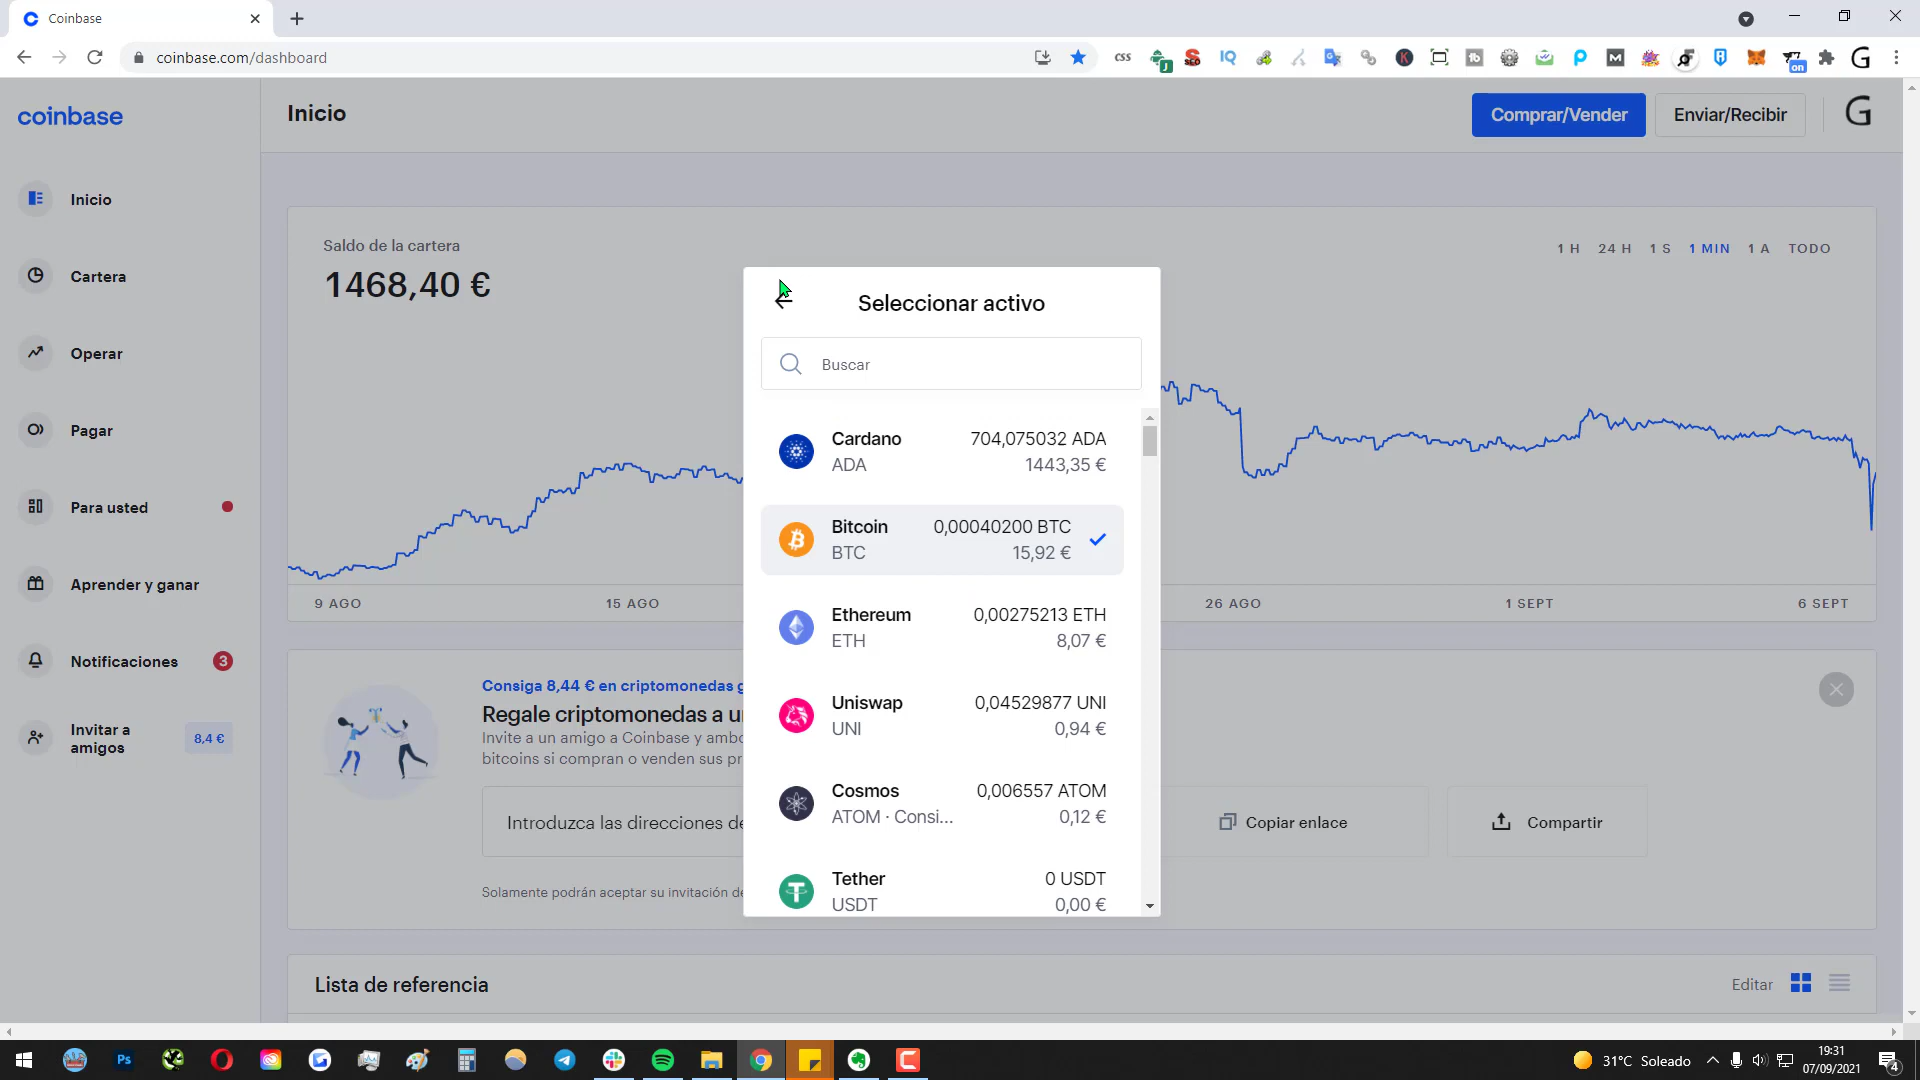 Coinbase
coinbase.com/dashboard
coinbase
Inicio
Comprar/Vender
Enviar/Recibir
G
Inicio
Cartera
Operar
Pagar
Para usted
Aprender y ganar
Notificaciones
3
Invitar a
amigos
8,4 €
Saldo de la cartera
1468,40 €
1 H
24 H
1 S
1 MIN
1 A
TODO
9 AGO
15 AGO
26 AGO
1 SEPT
6 SEPT
Seleccionar activo
Buscar
Cardano 704,075032 ADA
ADA 1443,35 €
Bitcoin 0,00040200 BTC
BTC 15,92 €
Ethereum 0,00275213 ETH
ETH 8,07 €
Uniswap 0,04529877 UNI
UNI 0,94 €
Cosmos 0,006557 ATOM
ATOM · Consi... 0,12 €
Tether 0 USDT
USDT 0,00 €
Consiga 8,44 € en criptomonedas
Regale criptomonedas a
Invite a un amigo a Coinbase y
bitcoins si compran o venden sus
Introduzca las direcciones
Copiar enlace
Compartir
Solamente podrán aceptar su invitación
Lista de referencia
Editar
31°C Soleado
19:31
07/09/2021
4